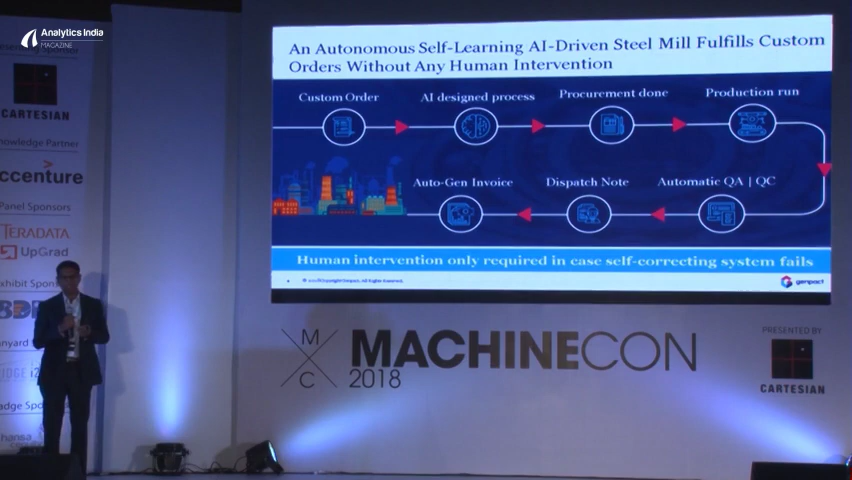 Analytics India
MAGAZINE
CARTESIAN
Knowledge Partner
accenture
Panel Sponsors
TERADATA
UpGrad
An Autonomous Self-Learning AI-Driven Steel Mill Fulfills Custom
Orders Without Any Human Intervention
Custom Order
AI designed process
Procurement done
Production run
Auto-Gen Invoice
Dispatch Note
Automatic QA | QC
Human intervention only required in case self-correcting system fails
genpact
M
C
MACHINECON
2018
PRESENTED BY
CARTESIAN